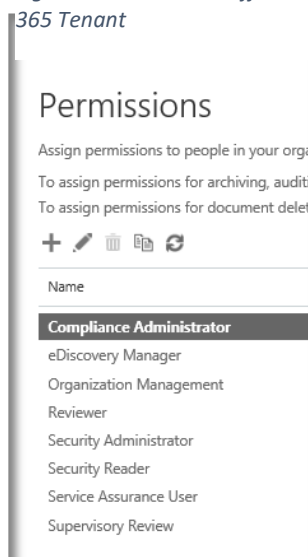 365 Tenant
Permissions
Assign permissions to people in your orga
To assign permissions for archiving, auditi
To assign permissions for document delet
Name
Compliance Administrator
eDiscovery Manager
Organization Management
Reviewer
Security Administrator
Security Reader
Service Assurance User
Supervisory Review